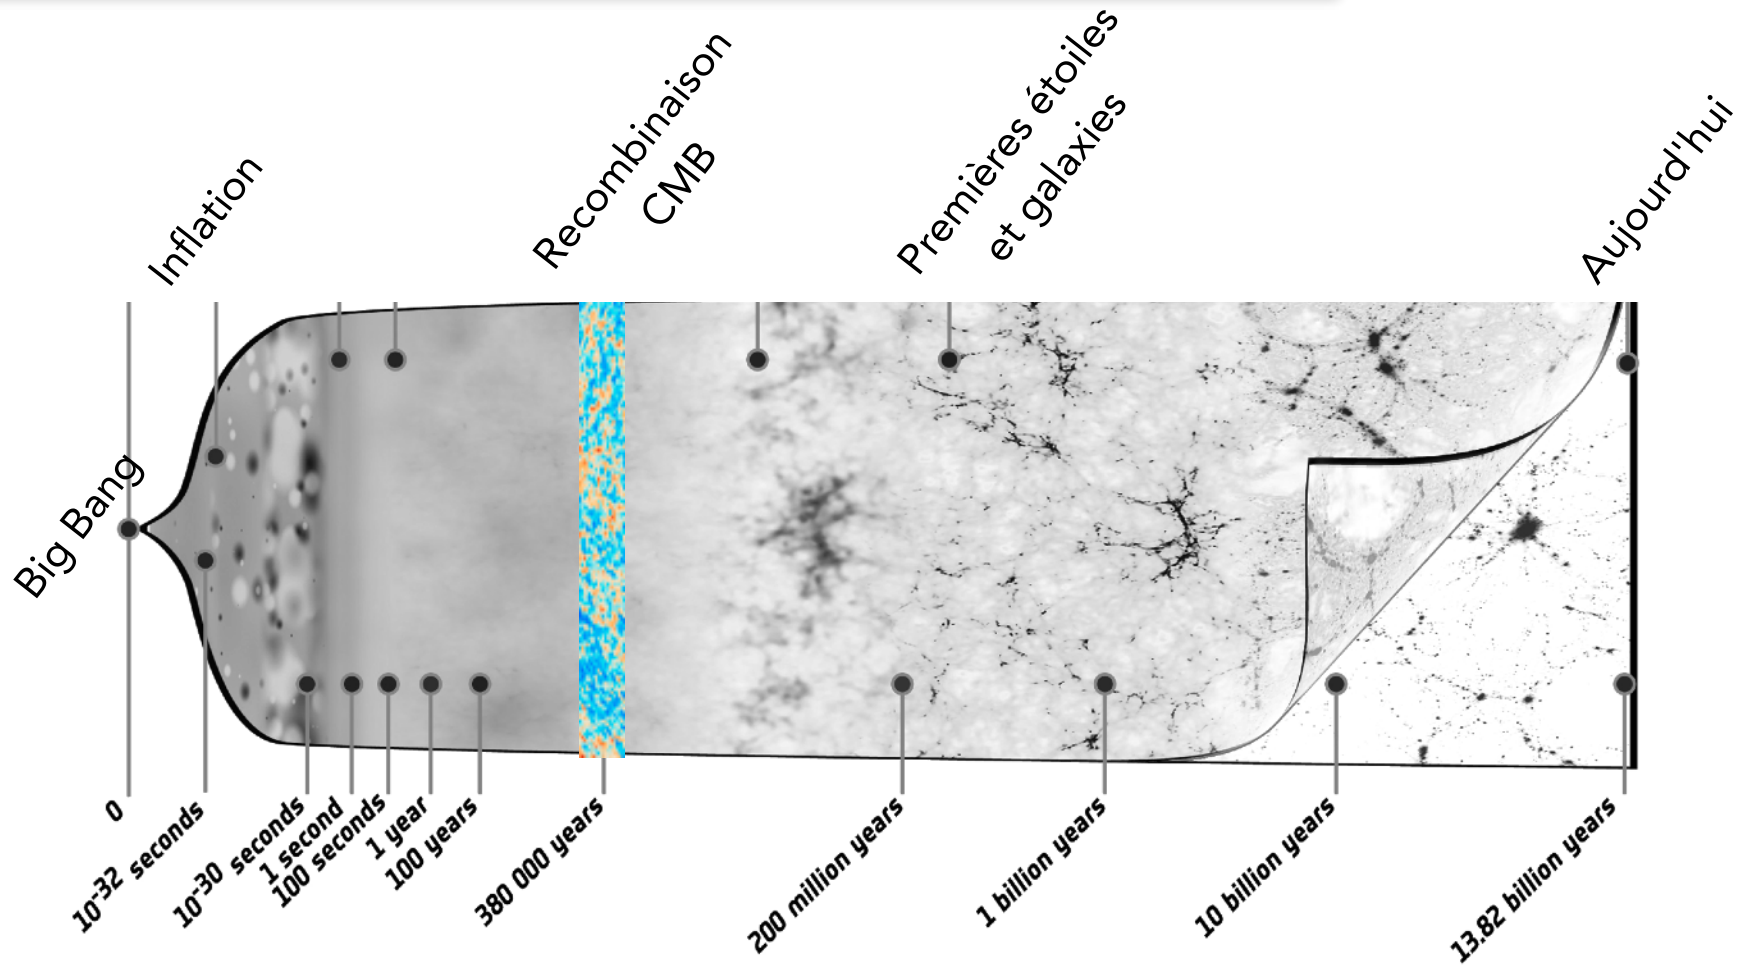 Big Bang
Inflation
Recombinaison
CMB
Premières étoiles
et galaxies
Aujourd'hui
0
10-32 seconds
10-30 seconds
1 second
100 seconds
1 year
100 years
380 000 years
200 million years
1 billion years
10 billion years
13.82 billion years